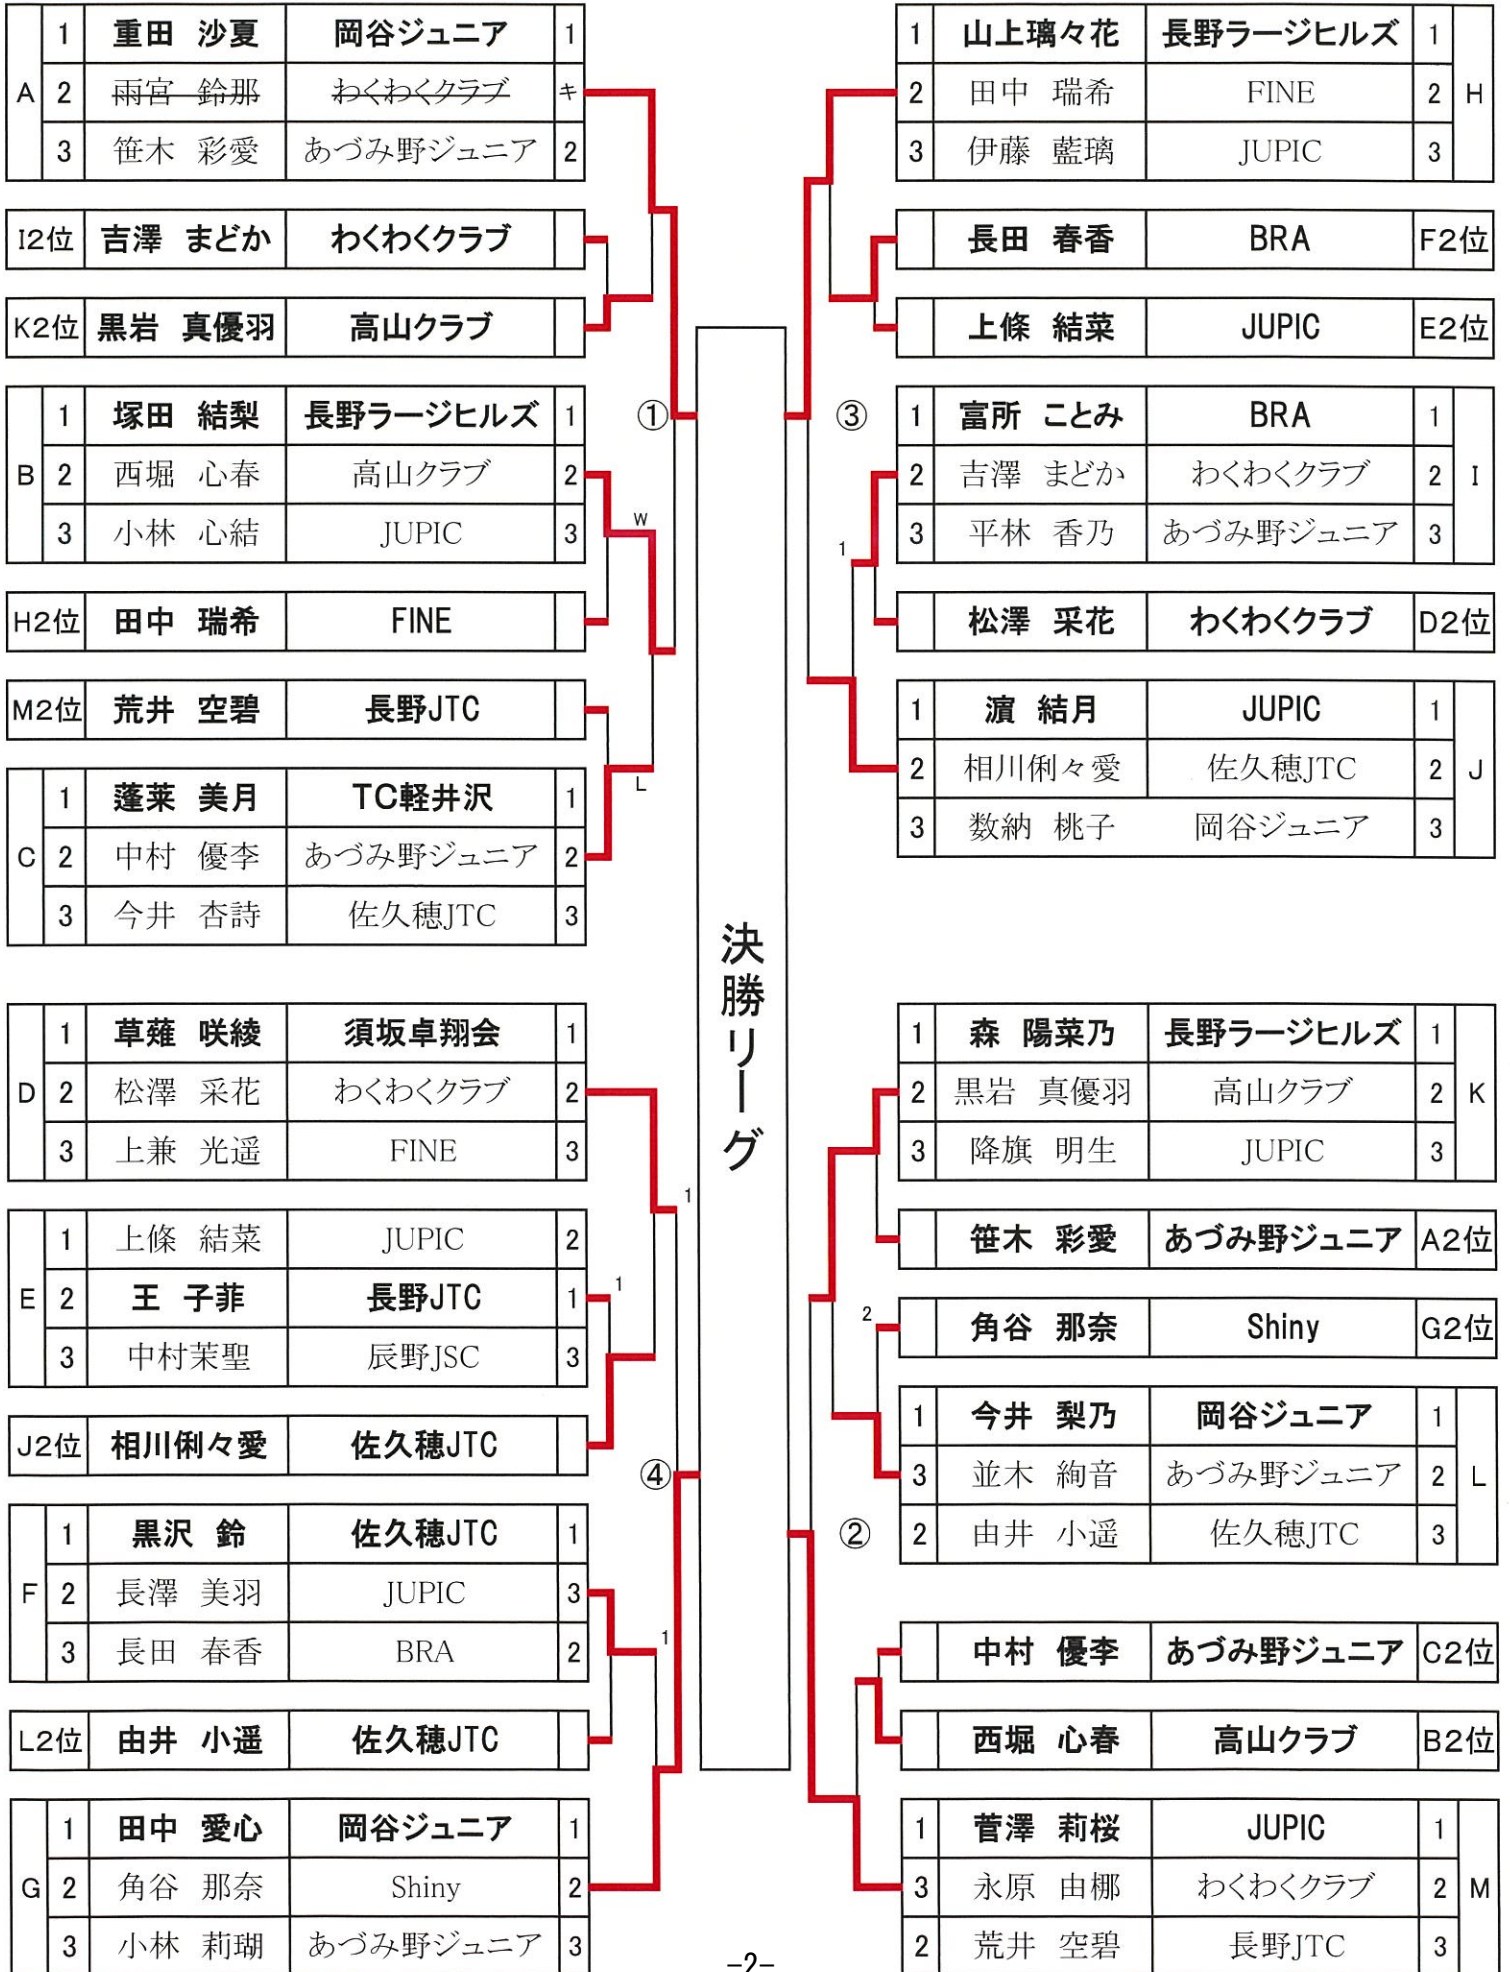 A
1 重田 沙夏 岡谷ジュニア 1
2 雨宮 鈴那 わくわくクラブ キ
3 笹木 彩愛 あづみ野ジュニア 2
I2位 吉澤 まどか わくわくクラブ
K2位 黒岩 真優羽 高山クラブ
B
1 塚田 結梨 長野ラージヒルズ 1
2 西堀 心春 高山クラブ 2
3 小林 心結 JUPIC 3
H2位 田中 瑞希 FINE
M2位 荒井 空碧 長野JTC
C
1 蓬莱 美月 TC軽井沢 1
2 中村 優李 あづみ野ジュニア 2
3 今井 杏詩 佐久穂JTC 3
①
W
L
D
1 草薙 咲綾 須坂卓翔会 1
2 松澤 采花 わくわくクラブ 2
3 上兼 光遥 FINE 3
E
1 上條 結菜 JUPIC 2
2 王 子菲 長野JTC 1
3 中村茉聖 辰野JSC 3
J2位 相川俐々愛 佐久穂JTC
F
1 黒沢 鈴 佐久穂JTC 1
2 長澤 美羽 JUPIC 3
3 長田 春香 BRA 2
L2位 由井 小遥 佐久穂JTC
G
1 田中 愛心 岡谷ジュニア 1
2 角谷 那奈 Shiny 2
3 小林 莉瑚 あづみ野ジュニア 3
1
1
④
1
決勝リーグ
1 山上璃々花 長野ラージヒルズ 1
2 田中 瑞希 FINE 2
3 伊藤 藍璃 JUPIC 3
H
長田 春香 BRA F2位
上條 結菜 JUPIC E2位
③
1 富所 ことみ BRA 1
2 吉澤 まどか わくわくクラブ 2
3 平林 香乃 あづみ野ジュニア 3
I
1
松澤 采花 わくわくクラブ D2位
1 濵 結月 JUPIC 1
2 相川俐々愛 佐久穂JTC 2
3 数納 桃子 岡谷ジュニア 3
J
1 森 陽菜乃 長野ラージヒルズ 1
2 黒岩 真優羽 高山クラブ 2
3 降旗 明生 JUPIC 3
K
笹木 彩愛 あづみ野ジュニア A2位
2
角谷 那奈 Shiny G2位
1 今井 梨乃 岡谷ジュニア 1
3 並木 絢音 あづみ野ジュニア 2
2 由井 小遥 佐久穂JTC 3
L
②
中村 優李 あづみ野ジュニア C2位
西堀 心春 高山クラブ B2位
1 菅澤 莉桜 JUPIC 1
3 永原 由梛 わくわくクラブ 2
2 荒井 空碧 長野JTC 3
M
-2-